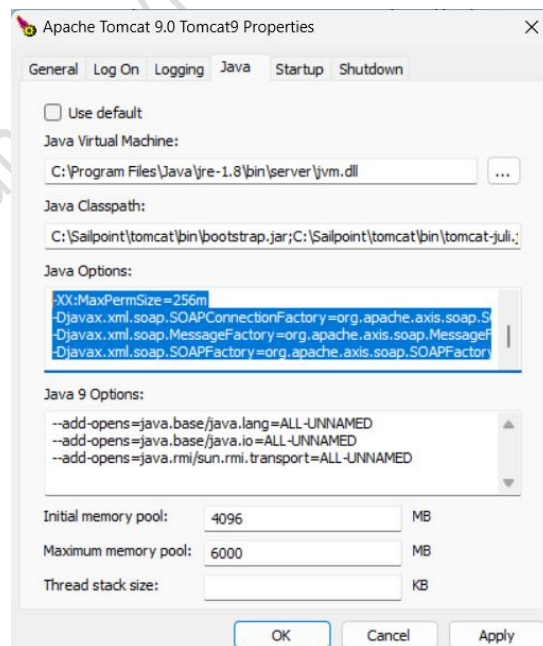 Apache Tomcat 9.0 Tomcat9 Properties
General Log On Logging Java Startup Shutdown
Use default
Java Virtual Machine:
C:\Program Files\Java\jre-1.8\bin\server\jvm.dll ...
Java Classpath:
C:\Sailpoint\tomcat\bin\bootstrap.jar;C:\Sailpoint\tomcat\bin\tomcat-juli.j
Java Options:
-XX:MaxPermSize=256m
-Djavax.xml.soap.SOAPConnectionFactory=org.apache.axis.soap.S
-Djavax.xml.soap.MessageFactory=org.apache.axis.soap.MessageF
-Djavax.xml.soap.SOAPFactory=org.apache.axis.soap.SOAPFactory
Java 9 Options:
--add-opens=java.base/java.lang=ALL-UNNAMED
--add-opens=java.base/java.io=ALL-UNNAMED
--add-opens=java.rmi/sun.rmi.transport=ALL-UNNAMED
Initial memory pool: 4096 MB
Maximum memory pool: 6000 MB
Thread stack size: KB
OK Cancel Apply